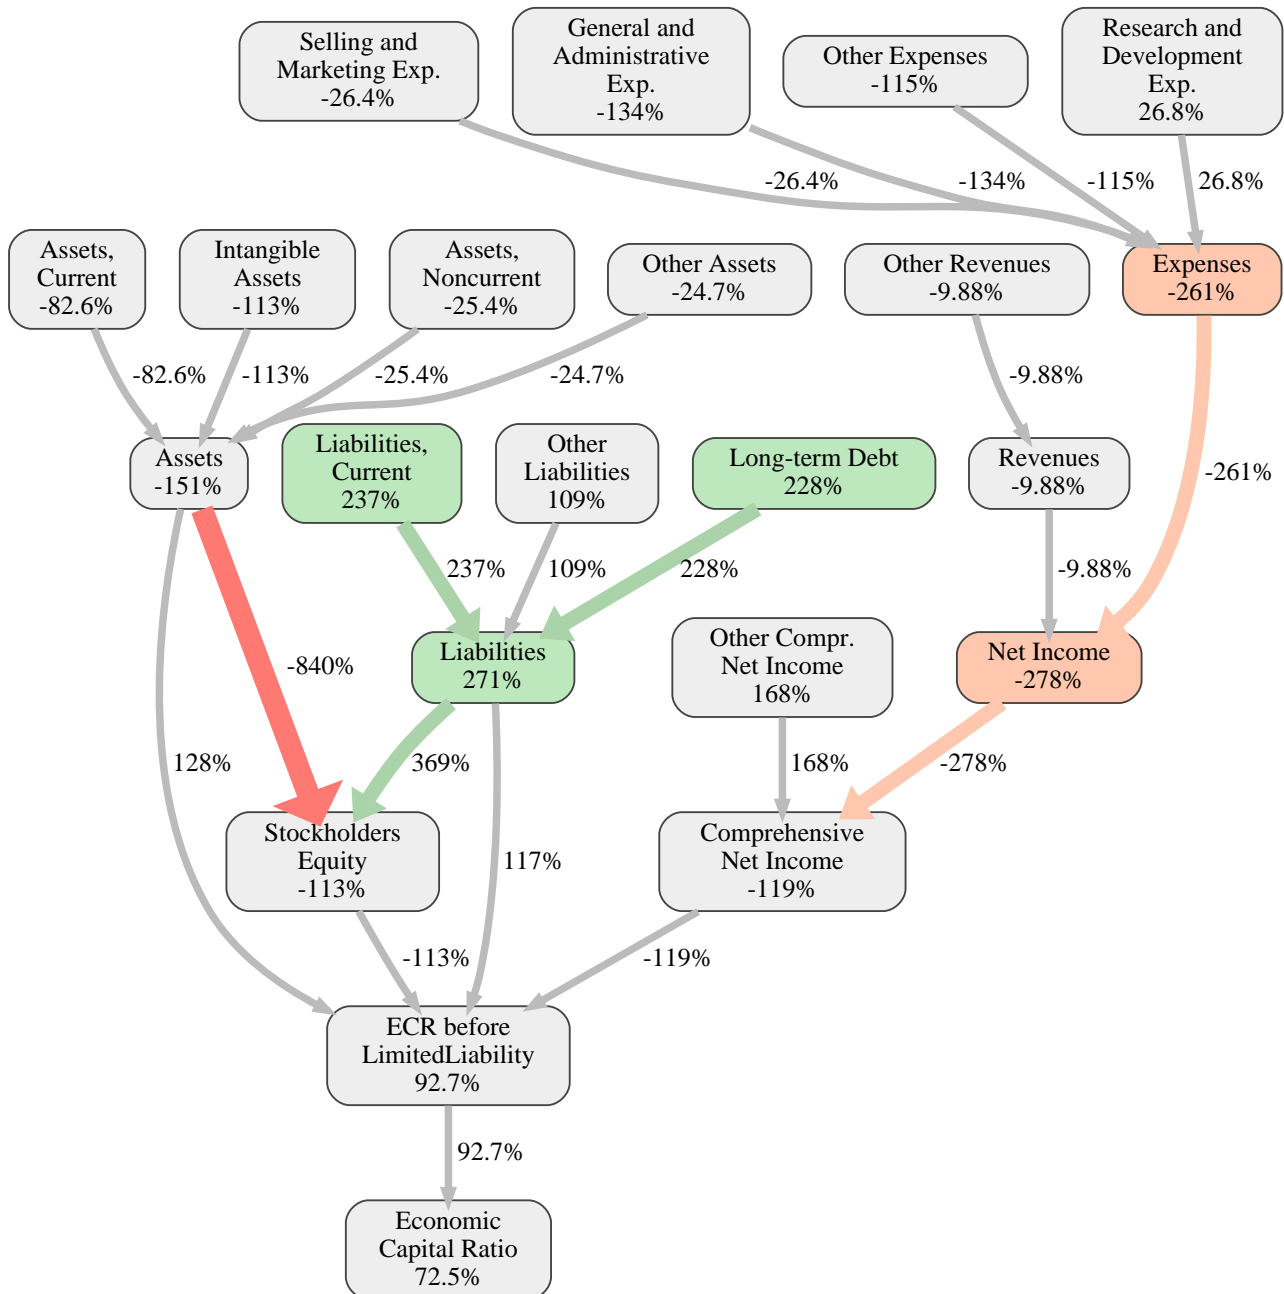 Selling and
Marketing Exp.
-26.4%
General and
Administrative
Exp.
-134%
Other Expenses
-115%
Research and
Development
Exp.
26.8%
-26.4%
-134%
-115%
26.8%
Assets,
Current
-82.6%
Intangible
Assets
-113%
Assets,
Noncurrent
-25.4%
Other Assets
-24.7%
Other Revenues
-9.88%
Expenses
-261%
-82.6%
-113%
-25.4%
-24.7%
-9.88%
-261%
Assets
-151%
Liabilities,
Current
237%
Other
Liabilities
109%
Long-term Debt
228%
Revenues
-9.88%
237%
109%
228%
-9.88%
-840%
Liabilities
271%
Other Compr.
Net Income
168%
Net Income
-278%
128%
369%
168%
-278%
Stockholders
Equity
-113%
117%
Comprehensive
Net Income
-119%
-113%
-119%
ECR before
LimitedLiability
92.7%
92.7%
Economic
Capital Ratio
72.5%